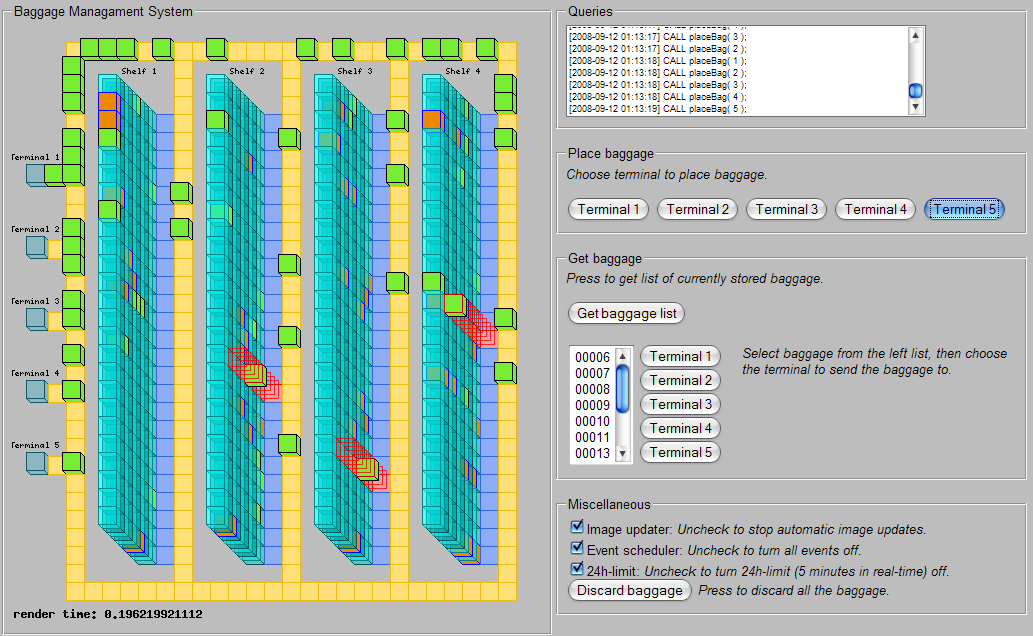 Baggage Managament System
Shelf 1
Shelf 2
Shelf 3
Shelf 4
Terminal 1
Terminal 2
Terminal 3
Terminal 4
Terminal 5
render time: 0.196219921112
Queries
[2008-09-12 01:13:17] CALL placeBag( 3 );
[2008-09-12 01:13:17] CALL placeBag( 2 );
[2008-09-12 01:13:18] CALL placeBag( 1 );
[2008-09-12 01:13:18] CALL placeBag( 2 );
[2008-09-12 01:13:18] CALL placeBag( 3 );
[2008-09-12 01:13:18] CALL placeBag( 4 );
[2008-09-12 01:13:19] CALL placeBag( 5 );
Place baggage
Choose terminal to place baggage.
Terminal 1 Terminal 2 Terminal 3 Terminal 4 Terminal 5
Get baggage
Press to get list of currently stored baggage.
Get baggage list
00006
00007
00008
00009
00010
00011
00013
Terminal 1
Terminal 2
Terminal 3
Terminal 4
Terminal 5
Select baggage from the left list, then choose
the terminal to send the baggage to.
Miscellaneous
Image updater: Uncheck to stop automatic image updates.
Event scheduler: Uncheck to turn all events off.
24h-limit: Uncheck to turn 24h-limit (5 minutes in real-time) off.
Discard baggage Press to discard all the baggage.